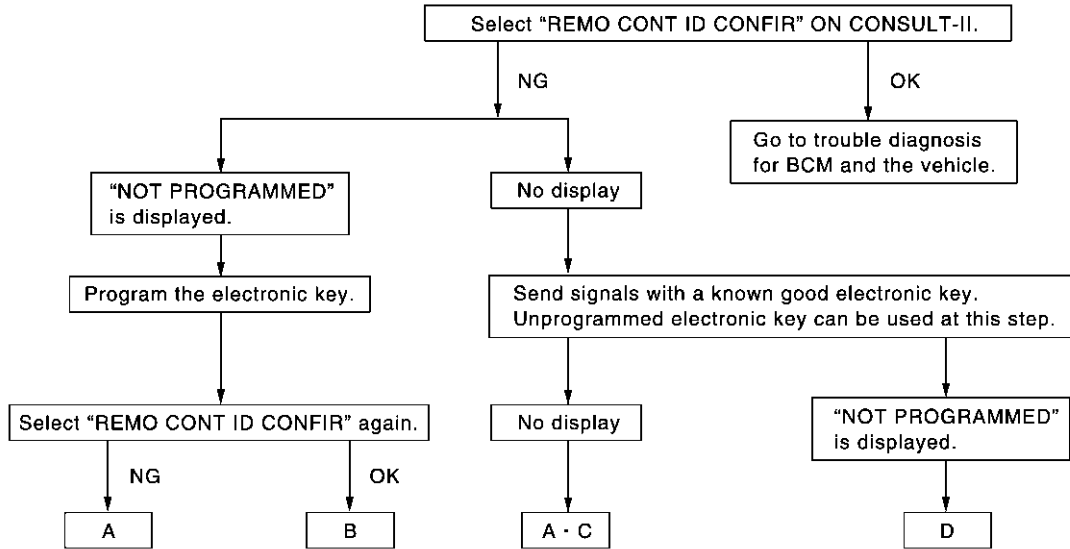 Select “REMO CONT ID CONFIR” ON CONSULT-II.
NG
OK
Go to trouble diagnosis
for BCM and the vehicle.
“NOT PROGRAMMED”
is displayed.
No display
Program the electronic key.
Send signals with a known good electronic key.
Unprogrammed electronic key can be used at this step.
Select “REMO CONT ID CONFIR” again.
No display
“NOT PROGRAMMED”
is displayed.
NG
OK
A
B
A · C
D